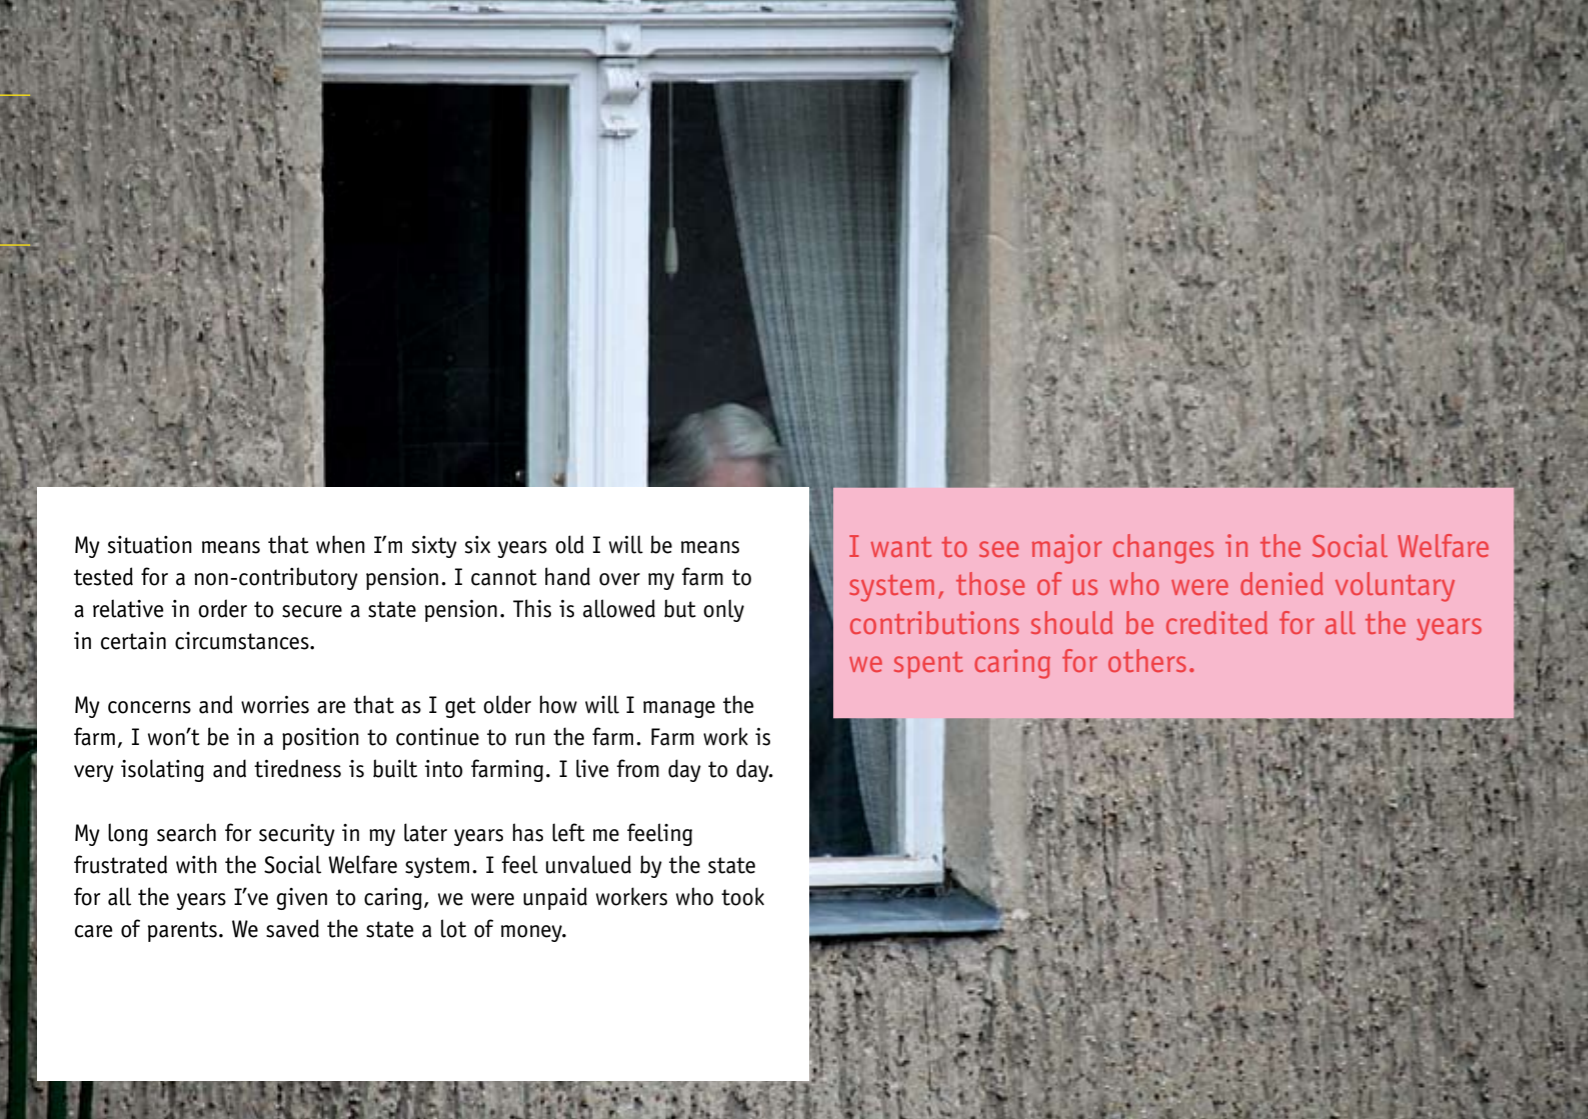 My situation means that when I’m sixty six years old I will be means
tested for a non-contributory pension. I cannot hand over my farm to
a relative in order to secure a state pension. This is allowed but only
in certain circumstances.
My concerns and worries are that as I get older how will I manage the
farm, I won’t be in a position to continue to run the farm. Farm work is
very isolating and tiredness is built into farming. I live from day to day.
My long search for security in my later years has left me feeling
frustrated with the Social Welfare system. I feel unvalued by the state
for all the years I’ve given to caring, we were unpaid workers who took
care of parents. We saved the state a lot of money.
I want to see major changes in the Social Welfare
system, those of us who were denied voluntary
contributions should be credited for all the years
we spent caring for others.